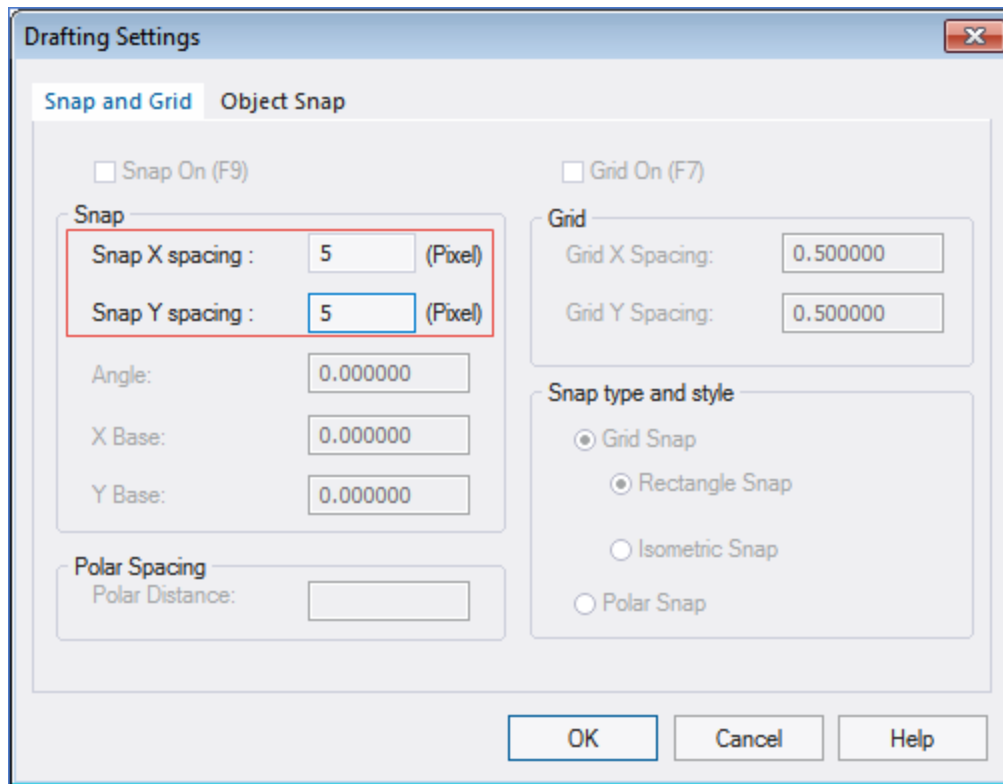 Drafting Settings
Snap and Grid Object Snap
Snap On (F9)
Grid On (F7)
Snap
Snap X spacing : 5 (Pixel)
Snap Y spacing : 5 (Pixel)
Angle: 0.000000
X Base: 0.000000
Y Base: 0.000000
Polar Spacing
Polar Distance:
Grid
Grid X Spacing: 0.500000
Grid Y Spacing: 0.500000
Snap type and style
Grid Snap
Rectangle Snap
Isometric Snap
Polar Snap
OK Cancel Help